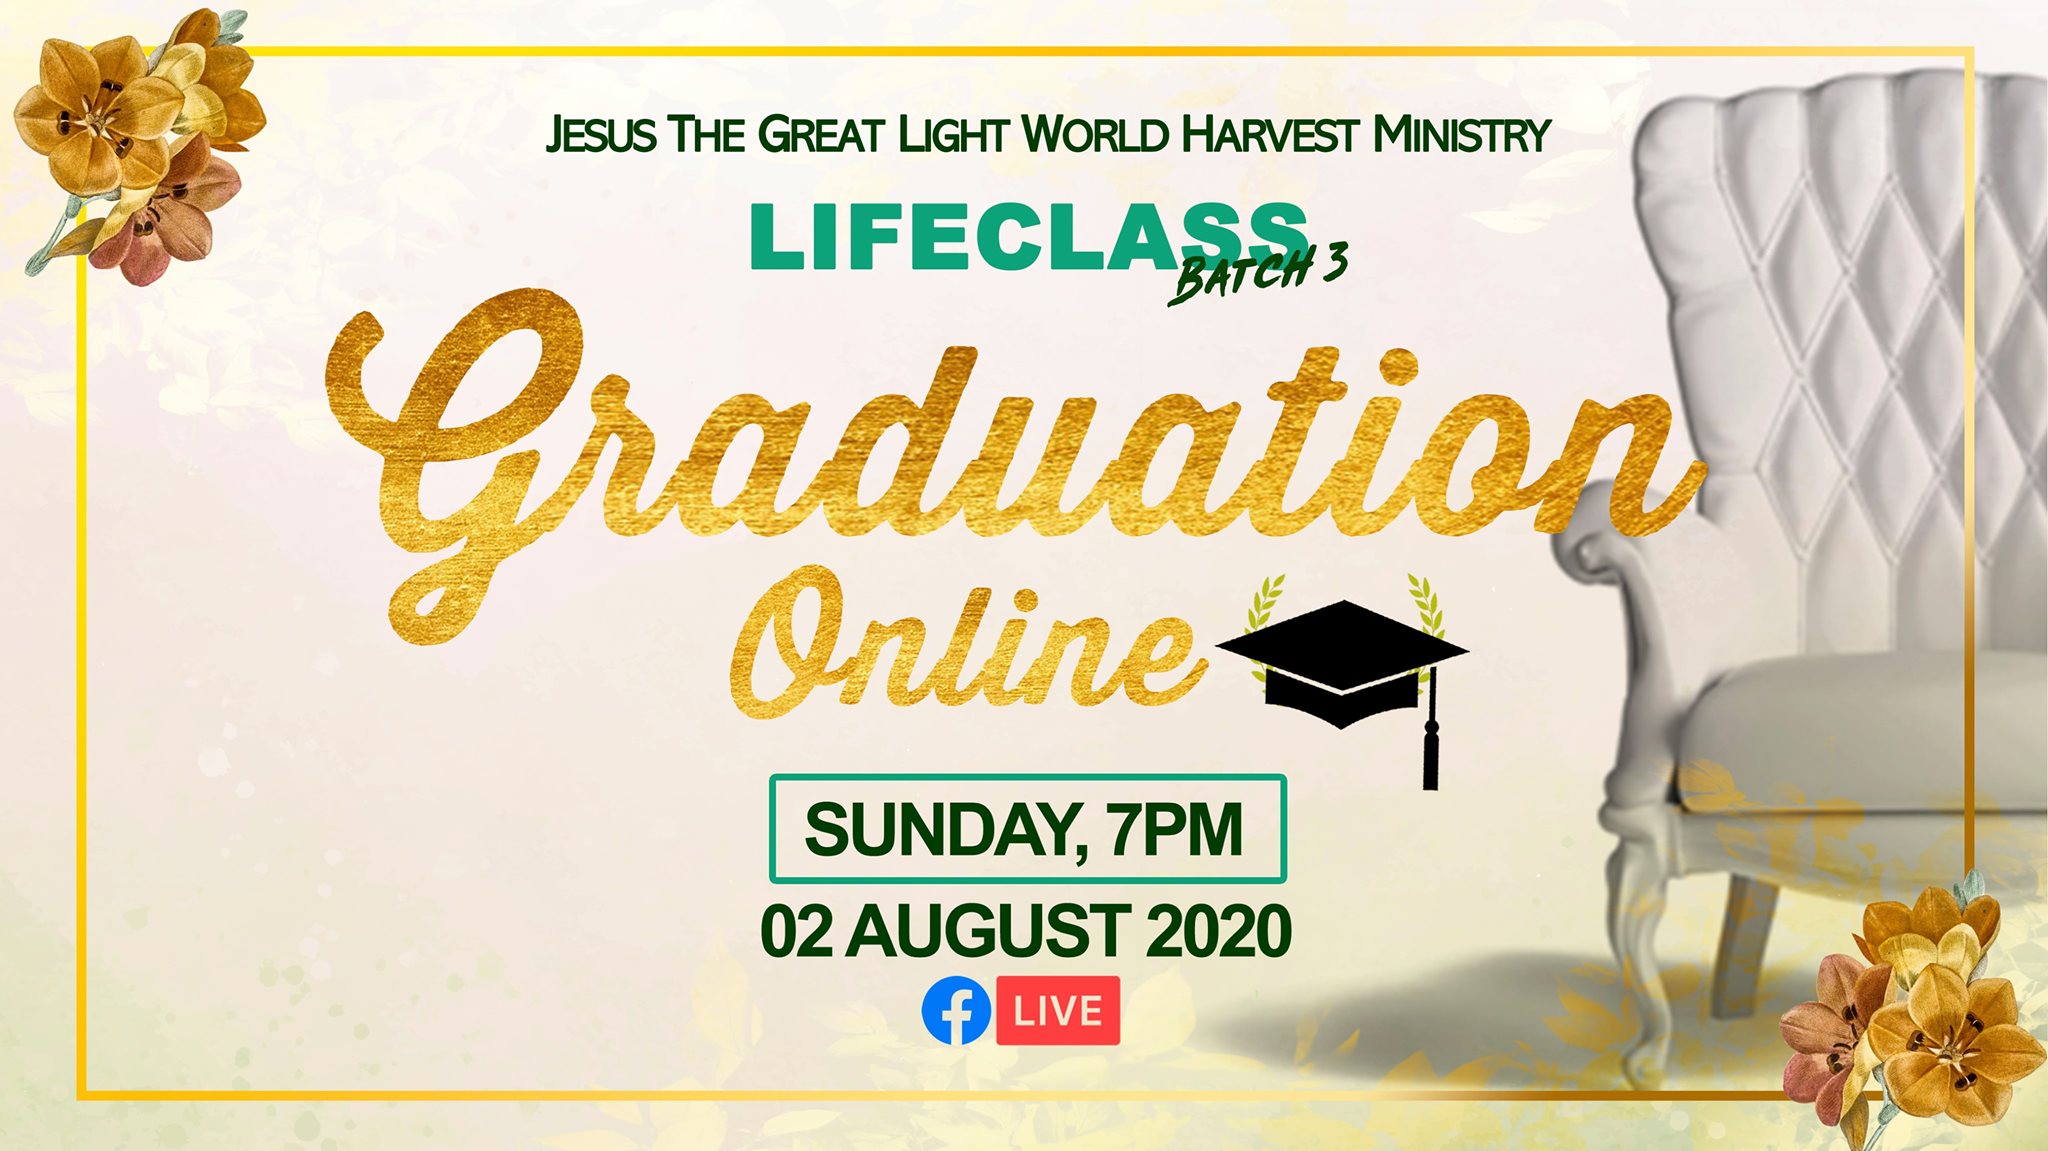 JESUS THE GREAT LIGHT WORLD HARVEST MINISTRY
LIFECLASS
BATCH 3
Graduation
Online
SUNDAY, 7PM
02 AUGUST 2020
f LIVE